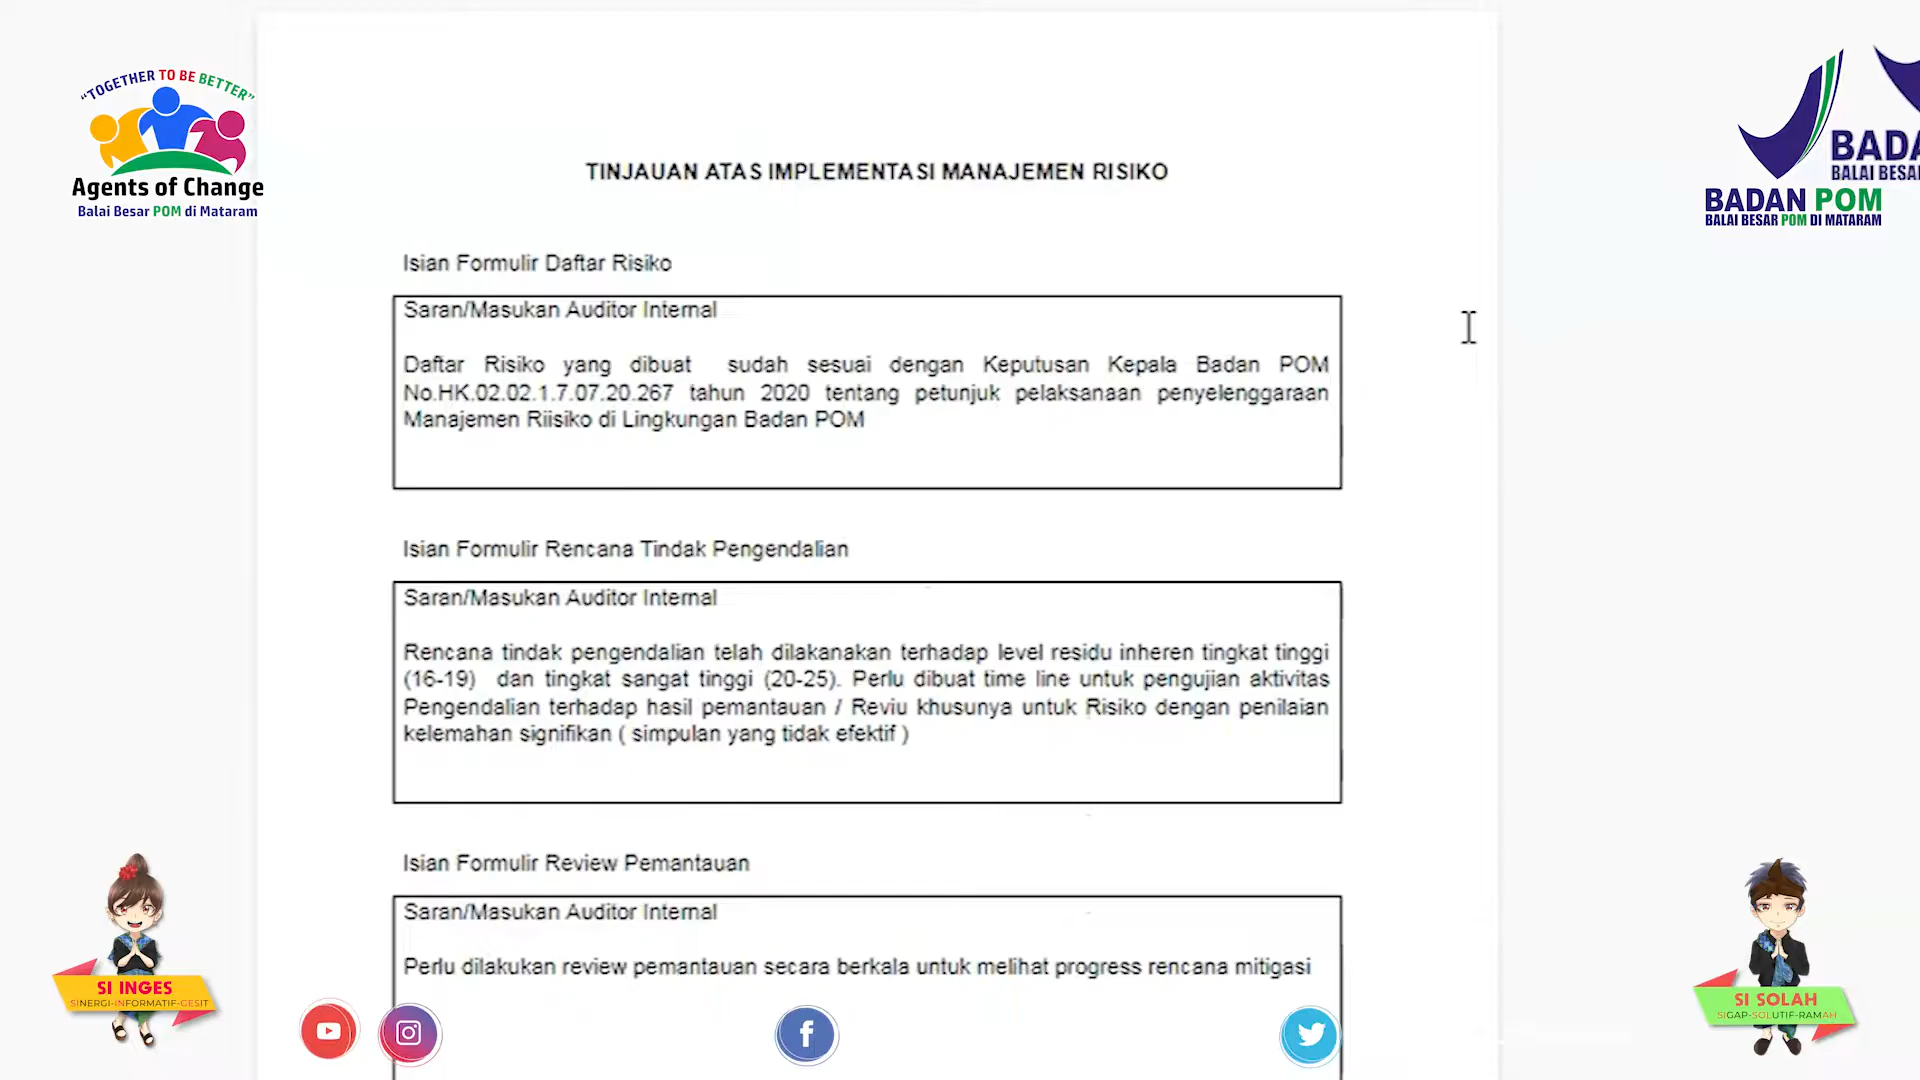 "TOGETHER TO BE BETTER"
Agents of Change
Balai Besar POM di Mataram
BADA
BALAI BESA
BADAN POM
BALAI BESAR POM DI MATARAM
TINJAUAN ATAS IMPLEMENTASI MANAJEMEN RISIKO
Isian Formulir Daftar Risiko
Saran/Masukan Auditor Internal
Daftar Risiko yang dibuat sudah sesuai dengan Keputusan Kepala Badan POM
No.HK.02.02.1.7.07.20.267 tahun 2020 tentang petunjuk pelaksanaan penyelenggaraan
Manajemen Riisiko di Lingkungan Badan POM
Isian Formulir Rencana Tindak Pengendalian
Saran/Masukan Auditor Internal
Rencana tindak pengendalian telah dilakanakan terhadap level residu inheren tingkat tinggi
(16-19) dan tingkat sangat tinggi (20-25). Perlu dibuat time line untuk pengujian aktivitas
Pengendalian terhadap hasil pemantauan / Reviu khusunya untuk Risiko dengan penilaian
kelemahan signifikan ( simpulan yang tidak efektif )
Isian Formulir Review Pemantauan
Saran/Masukan Auditor Internal
Perlu dilakukan review pemantauan secara berkala untuk melihat progress rencana mitigasi
SI INGES
SINERGI-INFORMATIF-GESIT
SI SOLAH
SIGAP-SOLUTIF-RAMAH